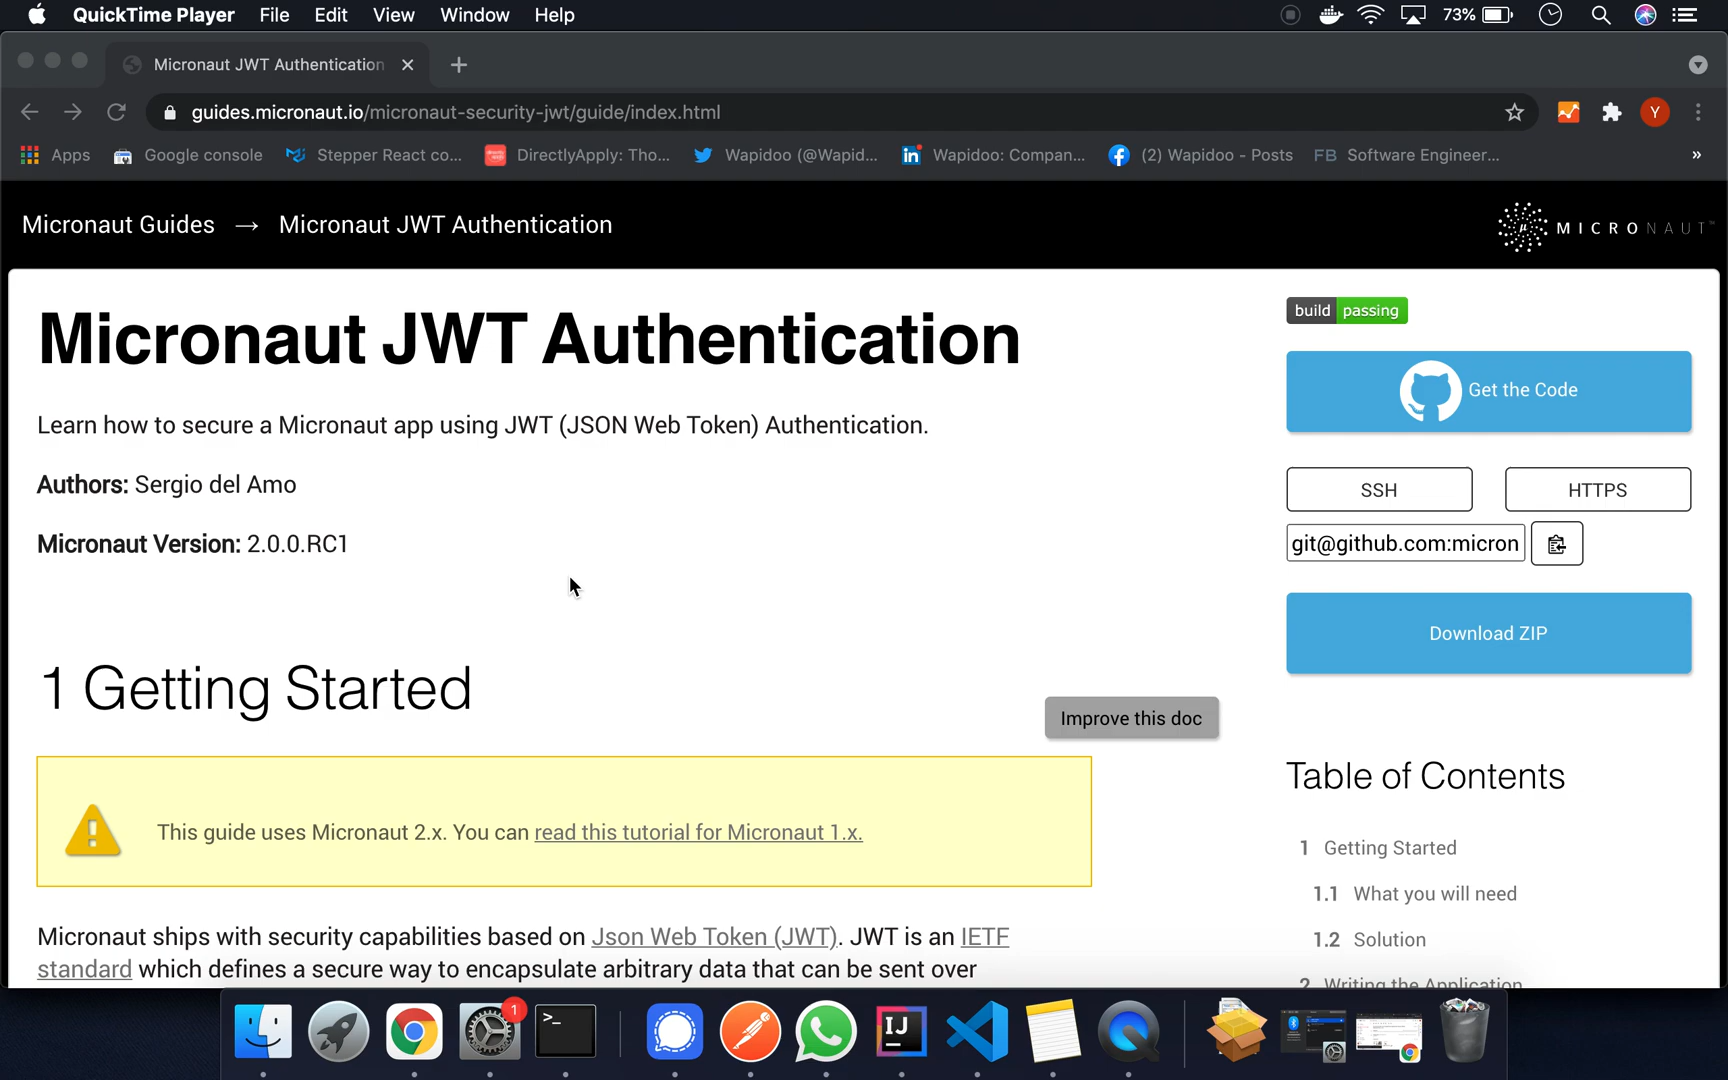 QuickTime Player File Edit View Window Help 73%
Micronaut JWT Authentication
guides.micronaut.io/micronaut-security-jwt/guide/index.html Y
Apps Google console Stepper React co... DirectlyApply: Tho... Wapidoo (@Wapid... Wapidoo: Compan... (2) Wapidoo - Posts FB Software Engineer... »
Micronaut Guides → Micronaut JWT Authentication
μ MICRONAUT™
Micronaut JWT Authentication
Learn how to secure a Micronaut app using JWT (JSON Web Token) Authentication.
Authors: Sergio del Amo
Micronaut Version: 2.0.0.RC1
build passing
Get the Code
SSH HTTPS
git@github.com:micron
Download ZIP
1 Getting Started
Improve this doc
This guide uses Micronaut 2.x. You can read this tutorial for Micronaut 1.x.
Micronaut ships with security capabilities based on Json Web Token (JWT). JWT is an IETF
standard which defines a secure way to encapsulate arbitrary data that can be sent over
Table of Contents
1 Getting Started
1.1 What you will need
1.2 Solution
2 Writing the Application
1
>_
IJ